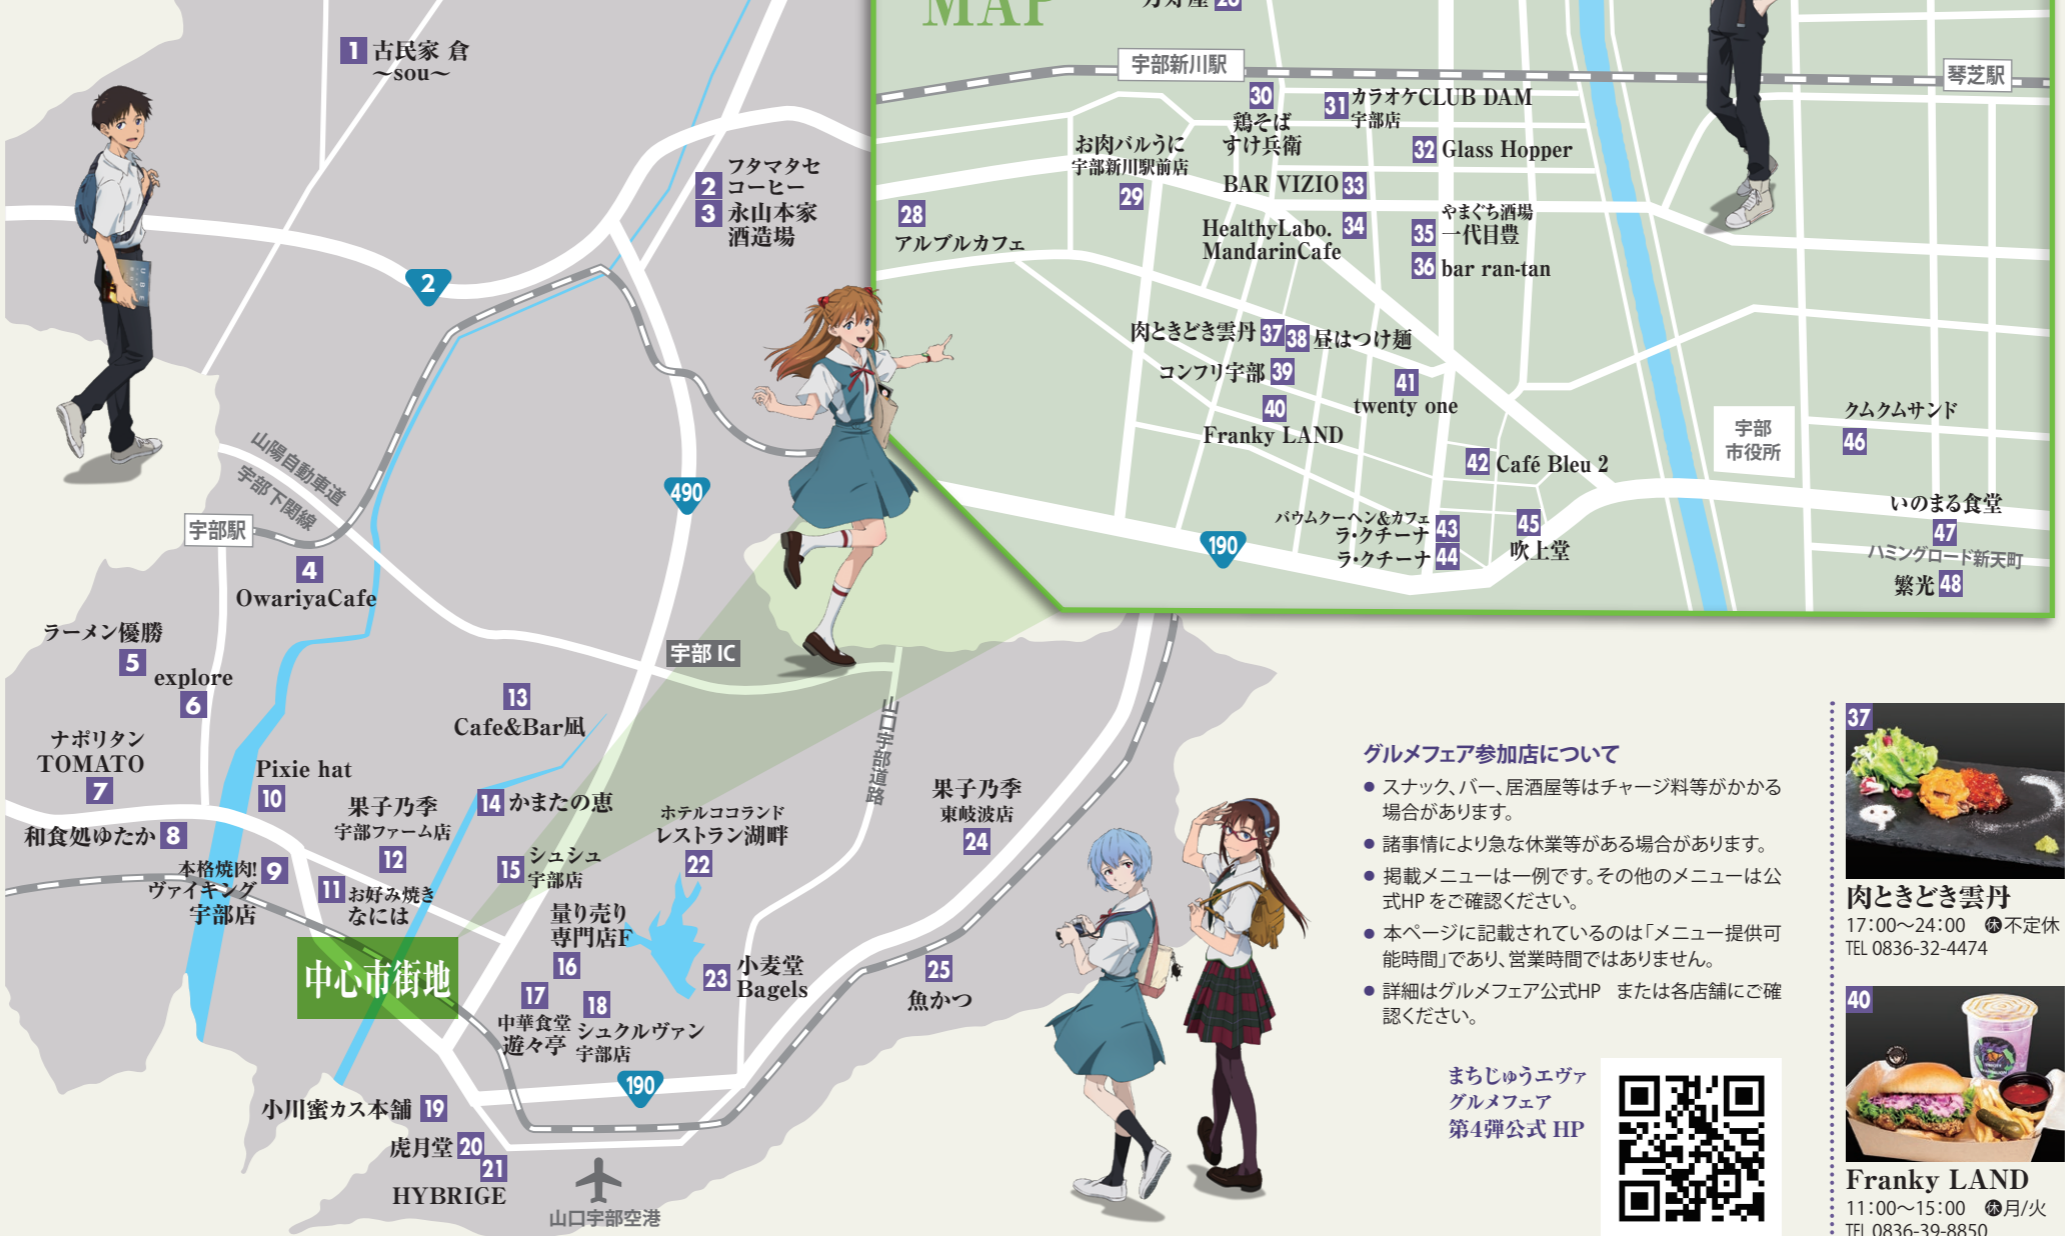 MAP
宇部新川駅
琴芝駅
1 古民家 倉
～sou～
2 フタマタセ
コーヒー
3 永山本家
酒造場
2
490
山陽自動車道
宇部下関線
宇部駅
4
OwariyaCafe
ラーメン優勝
5
explore
6
ナポリタン
TOMATO
7
和食処ゆたか 8
本格焼肉! 9
ヴァイキング
宇部店
Pixie hat
10
11 お好み焼き
なには
果子乃季
宇部ファーム店
12
13
Cafe&Bar凪
14 かまたの恵
15 シュシュ
宇部店
量り売り
専門店F
16
17
中華食堂
遊々亭
18
シュクルヴァン
宇部店
中心市街地
小川蜜カス本舗 19
虎月堂 20
21
HYBRIGE
190
山口宇部空港
ホテルココランド
レストラン湖畔
22
23 小麦堂
Bagels
果子乃季
東岐波店
24
25
魚かつ
宇部 IC
山口宇部道路
28
アルブルカフェ
お肉バルうに
宇部新川駅前店
29
30
鶏そば
すけ兵衛
31 カラオケCLUB DAM
宇部店
32 Glass Hopper
BAR VIZIO 33
HealthyLabo. 34
MandarinCafe
やまぐち酒場
35 一代目豊
36 bar ran-tan
肉ときどき雲丹 37
38 昼はつけ麺
コンフリ宇部 39
40
Franky LAND
41
twenty one
42 Café Bleu 2
バウムクーヘン&カフェ
ラ・クチーナ 43
ラ・クチーナ 44
45
吹上堂
190
宇部
市役所
クムクムサンド
46
いのまる食堂
47
ハミングロード新天町
繁光 48
グルメフェア参加店について
● スナック、バー、居酒屋等はチャージ料等がかかる
場合があります。
● 諸事情により急な休業等がある場合があります。
● 掲載メニューは一例です。その他のメニューは公
式HP をご確認ください。
● 本ページに記載されているのは「メニュー提供可
能時間」であり、営業時間ではありません。
● 詳細はグルメフェア公式HP　または各店舗にご確
認ください。
まちじゅうエヴァ
グルメフェア
第4弾公式 HP
37
肉ときどき雲丹
17:00～24:00　休不定休
TEL 0836-32-4474
40
Franky LAND
11:00～15:00　休月/火
TEL 0836-39-8850